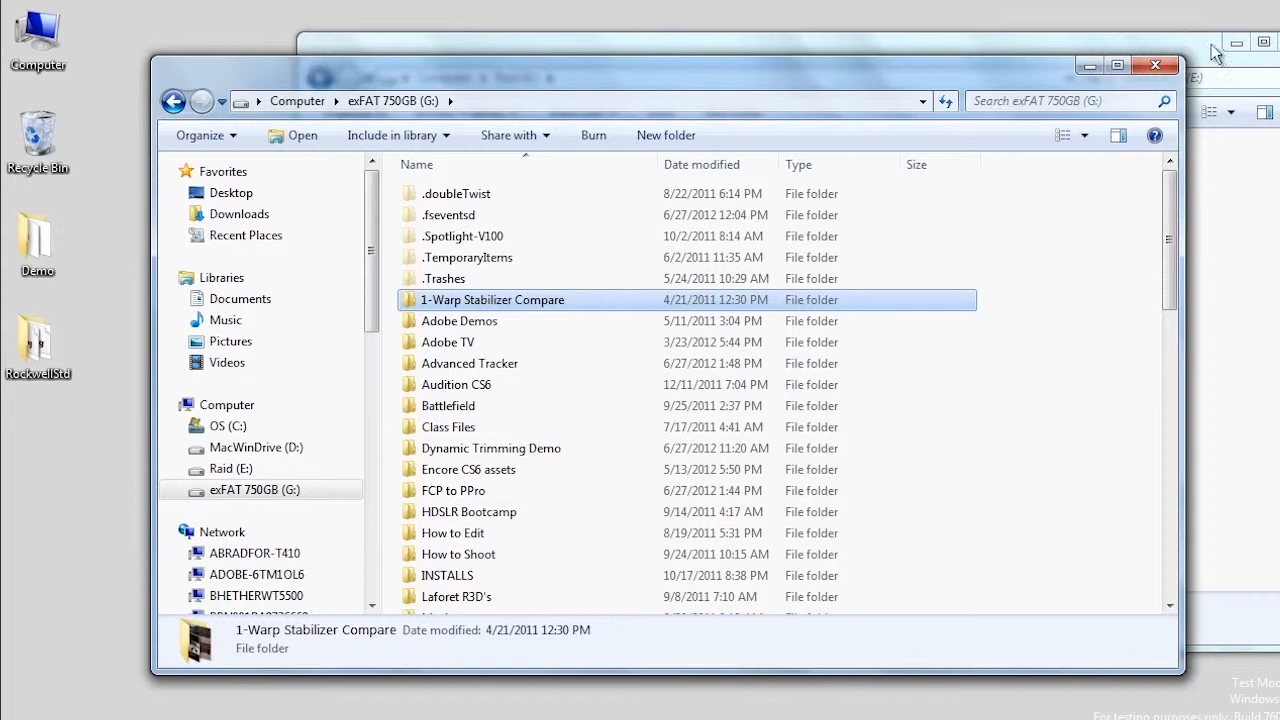 Computer
Recycle Bin
Demo
RockwellStd
(E:)
Computer exFAT 750GB (G:)
Search exFAT 750GB (G:)
Organize Open Include in library Share with Burn New folder
Favorites
Desktop
Downloads
Recent Places
Libraries
Documents
Music
Pictures
Videos
Computer
OS (C:)
MacWinDrive (D:)
Raid (E:)
exFAT 750GB (G:)
Network
ABRADFOR-T410
ADOBE-6TM1OL6
BHETHERWT5500
Name Date modified Type Size
.doubleTwist 8/22/2011 6:14 PM File folder
.fseventsd 6/27/2012 12:04 PM File folder
.Spotlight-V100 10/2/2011 8:14 AM File folder
.TemporaryItems 6/2/2011 11:35 AM File folder
.Trashes 5/24/2011 10:29 AM File folder
1-Warp Stabilizer Compare 4/21/2011 12:30 PM File folder
Adobe Demos 5/11/2011 3:04 PM File folder
Adobe TV 3/23/2012 5:44 PM File folder
Advanced Tracker 6/27/2012 1:48 PM File folder
Audition CS6 12/11/2011 7:04 PM File folder
Battlefield 9/25/2011 2:37 PM File folder
Class Files 7/17/2011 4:41 AM File folder
Dynamic Trimming Demo 6/27/2012 11:20 AM File folder
Encore CS6 assets 5/13/2012 5:50 PM File folder
FCP to PPro 6/27/2012 1:44 PM File folder
HDSLR Bootcamp 9/14/2011 4:17 AM File folder
How to Edit 8/19/2011 5:31 PM File folder
How to Shoot 9/24/2011 10:15 AM File folder
INSTALLS 10/17/2011 8:38 PM File folder
Laforet R3D's 9/8/2011 7:10 AM File folder
1-Warp Stabilizer Compare Date modified: 4/21/2011 12:30 PM
File folder
Test Mod
Windows
For testing purposes only. Build 760